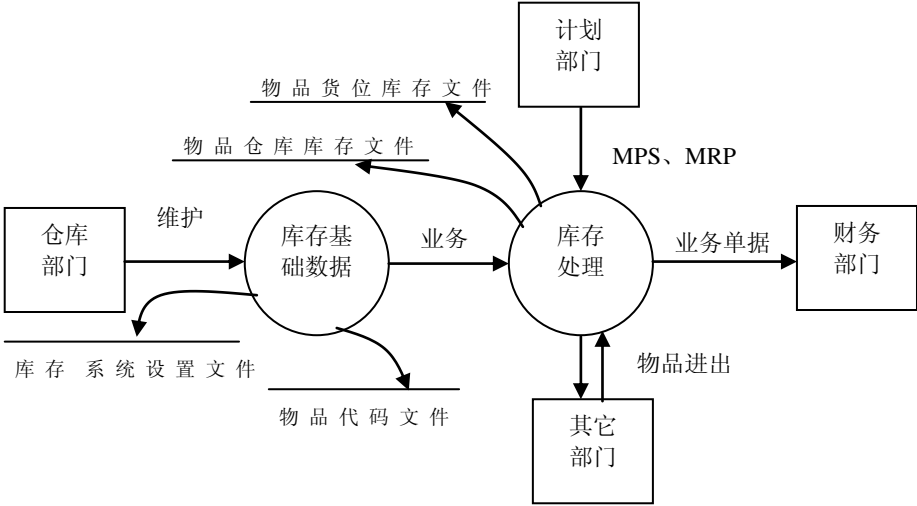 计划
部门
物品货位库存文件
物品仓库库存文件
MPS、MRP
仓库
部门
维护
库存基
础数据
业务
库存
处理
业务单据
财务
部门
库存 系统设置文件
物品代码文件
物品进出
其它
部门